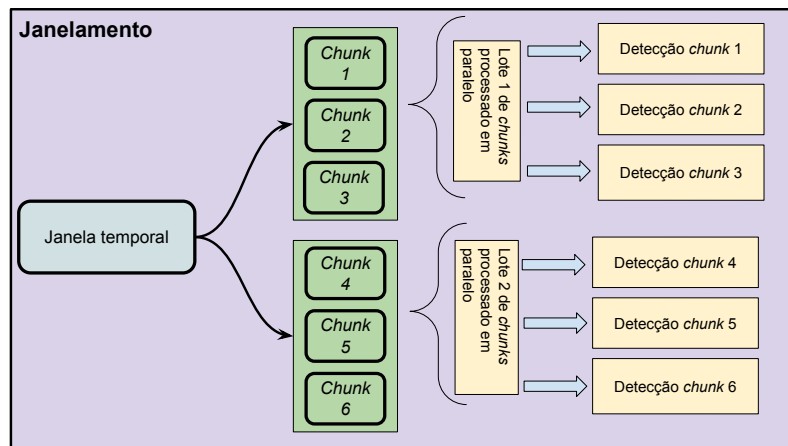 Janelamento
Janela temporal
Chunk
1
Chunk
2
Chunk
3
Lote 1 de chunks
processado em
paralelo
Detecção chunk 1
Detecção chunk 2
Detecção chunk 3
Chunk
4
Chunk
5
Chunk
6
Lote 2 de chunks
processado em
paralelo
Detecção chunk 4
Detecção chunk 5
Detecção chunk 6